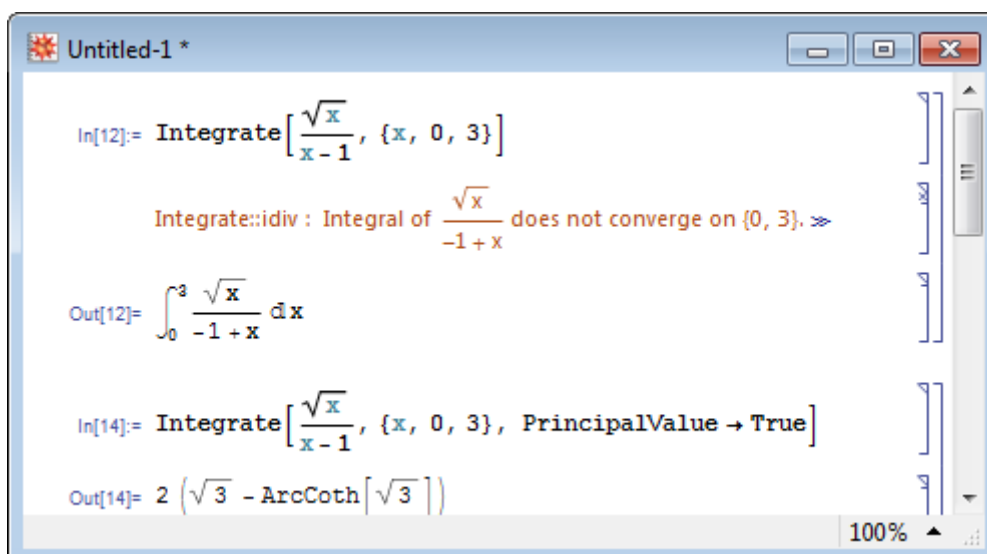 Untitled-1 *
In[12]:= Integrate[√x/(x - 1), {x, 0, 3}]
Integrate::idiv : Integral of √x/(-1 + x) does not converge on {0, 3}. ≫
Out[12]= ∫₀³ √x/(-1 + x) ⅆx
In[14]:= Integrate[√x/(x - 1), {x, 0, 3}, PrincipalValue → True]
Out[14]= 2 (√3 - ArcCoth[√3])
100%